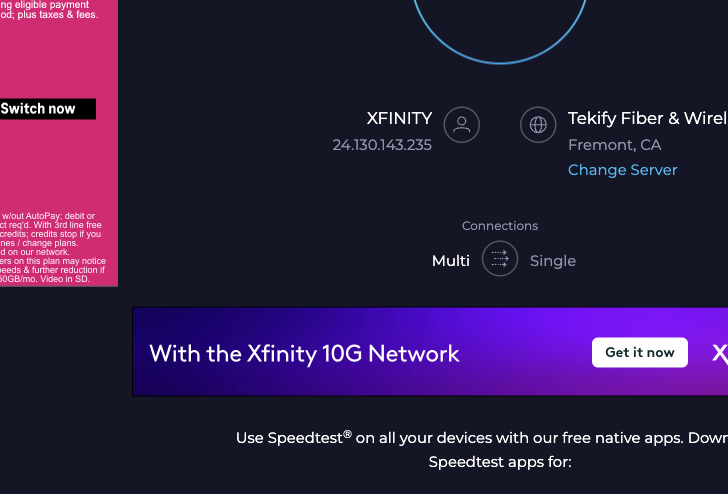 ng eligible payment
od; plus taxes & fees.
Switch now
w/out AutoPay; debit or
ct req'd. With 3rd line free
credits; credits stop if you
nes / change plans.
d on our network.
ers on this plan may notice
peeds & further reduction if
50GB/mo. Video in SD.
XFINITY
24.130.143.235
Tekify Fiber & Wirel
Fremont, CA
Change Server
Connections
Multi Single
With the Xfinity 10G Network
Get it now
X
Use Speedtest® on all your devices with our free native apps. Down
Speedtest apps for: